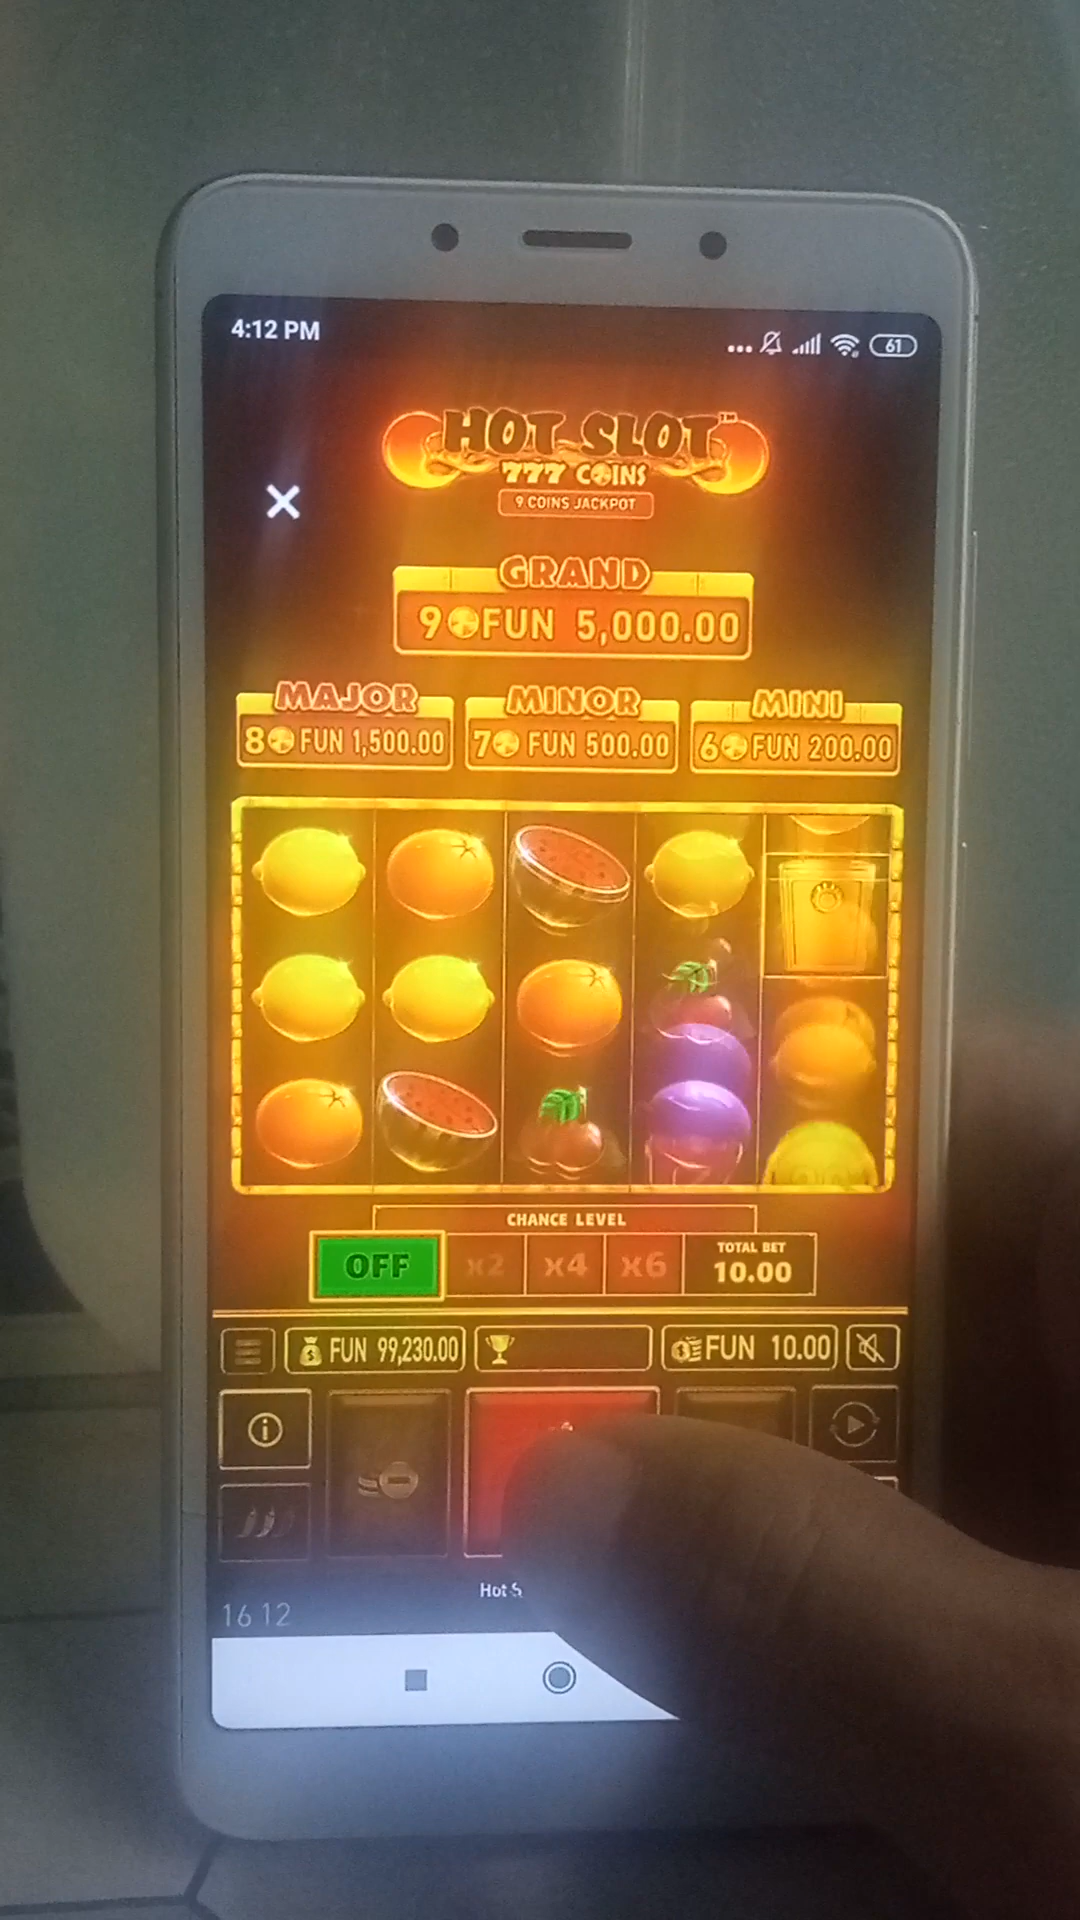 4:12 PM
61
HOT SLOT™
777 COINS
9 COINS JACKPOT
GRAND
9 FUN 5,000.00
MAJOR MINOR MINI
8 FUN 1,500.00 7 FUN 500.00 6 FUN 200.00
CHANCE LEVEL
OFF x2 x4 x6 TOTAL BET
10.00
FUN 99,230.00 FUN 10.00
Hot S
16 12